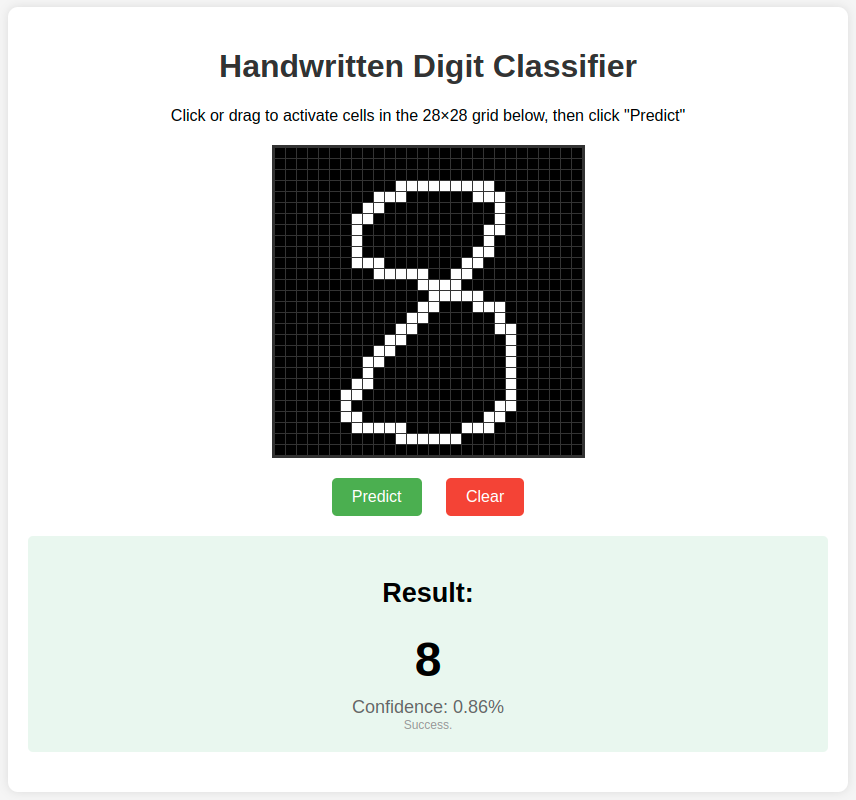 Handwritten Digit Classifier
Click or drag to activate cells in the 28×28 grid below, then click "Predict"
8
Predict
Clear
Result:
8
Confidence: 0.86%
Success.